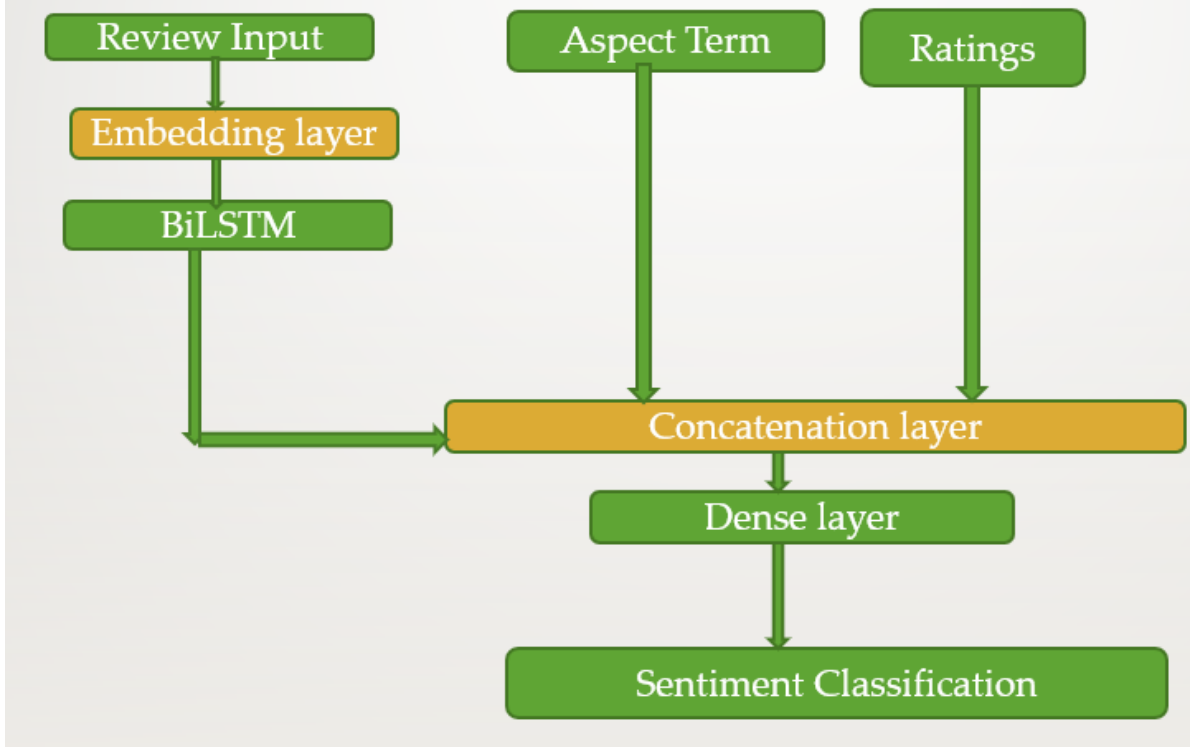 Review Input
Aspect Term
Ratings
Embedding layer
BiLSTM
Concatenation layer
Dense layer
Sentiment Classification